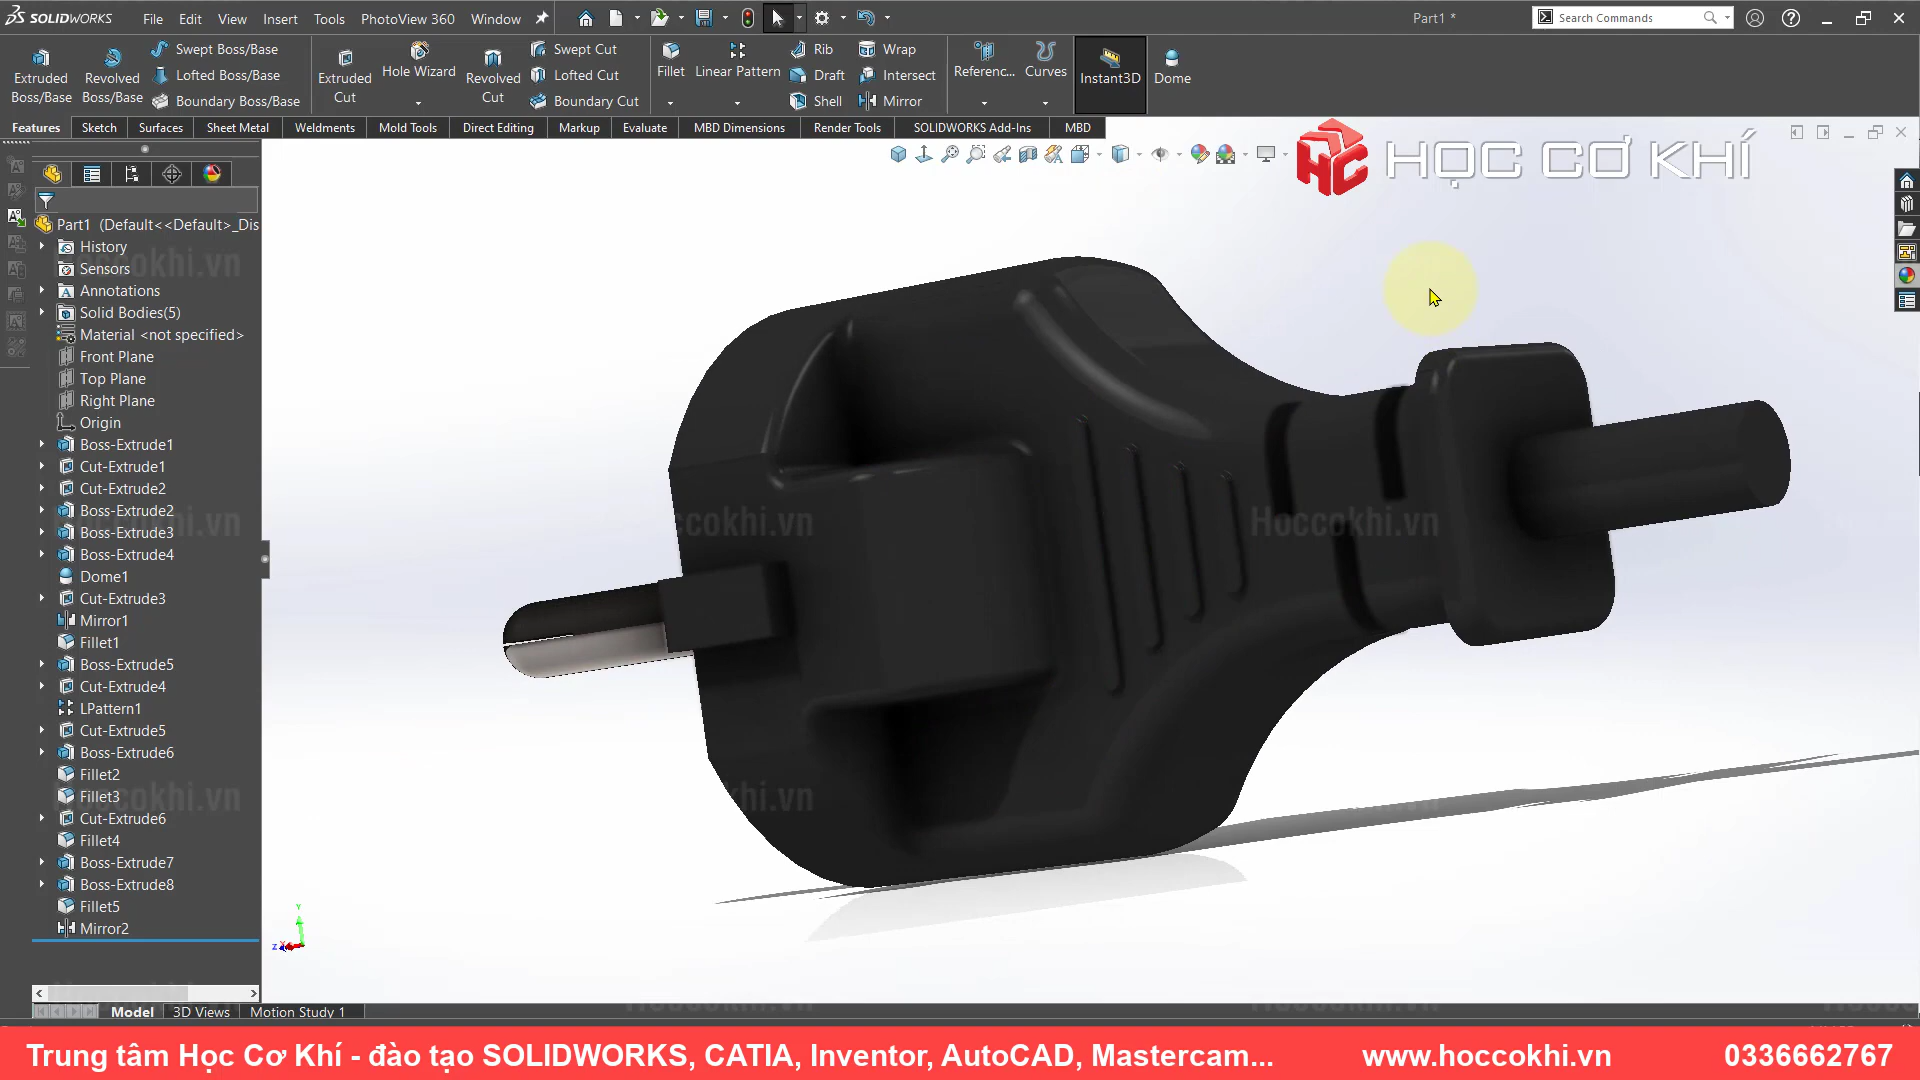 SOLIDWORKS File Edit View Insert Tools PhotoView 360 Window Part1 * Search Commands
Extruded Boss/Base
Revolved Boss/Base
Swept Boss/Base
Lofted Boss/Base
Boundary Boss/Base
Extruded Cut
Hole Wizard
Revolved Cut
Swept Cut
Lofted Cut
Boundary Cut
Fillet
Linear Pattern
Rib
Draft
Shell
Wrap
Intersect
Mirror
Referenc...
Curves
Instant3D
Dome
Features Sketch Surfaces Sheet Metal Weldments Mold Tools Direct Editing Markup Evaluate MBD Dimensions Render Tools SOLIDWORKS Add-Ins MBD
HC HỌC CƠ KHÍ
Part1 (Default<<Default>_Dis
History
Sensors
Annotations
Solid Bodies(5)
Material <not specified>
Front Plane
Top Plane
Right Plane
Origin
Boss-Extrude1
Cut-Extrude1
Cut-Extrude2
Boss-Extrude2
Boss-Extrude3
Boss-Extrude4
Dome1
Cut-Extrude3
Mirror1
Fillet1
Boss-Extrude5
Cut-Extrude4
LPattern1
Cut-Extrude5
Boss-Extrude6
Fillet2
Fillet3
Cut-Extrude6
Fillet4
Boss-Extrude7
Boss-Extrude8
Fillet5
Mirror2
Hoccokhi.vn
Hoccokhi.vn
Hoccokhi.vn
Hoccokhi.vn
Y
Z
Model 3D Views Motion Study 1
Trung tâm Học Cơ Khí - đào tạo SOLIDWORKS, CATIA, Inventor, AutoCAD, Mastercam... www.hoccokhi.vn 0336662767